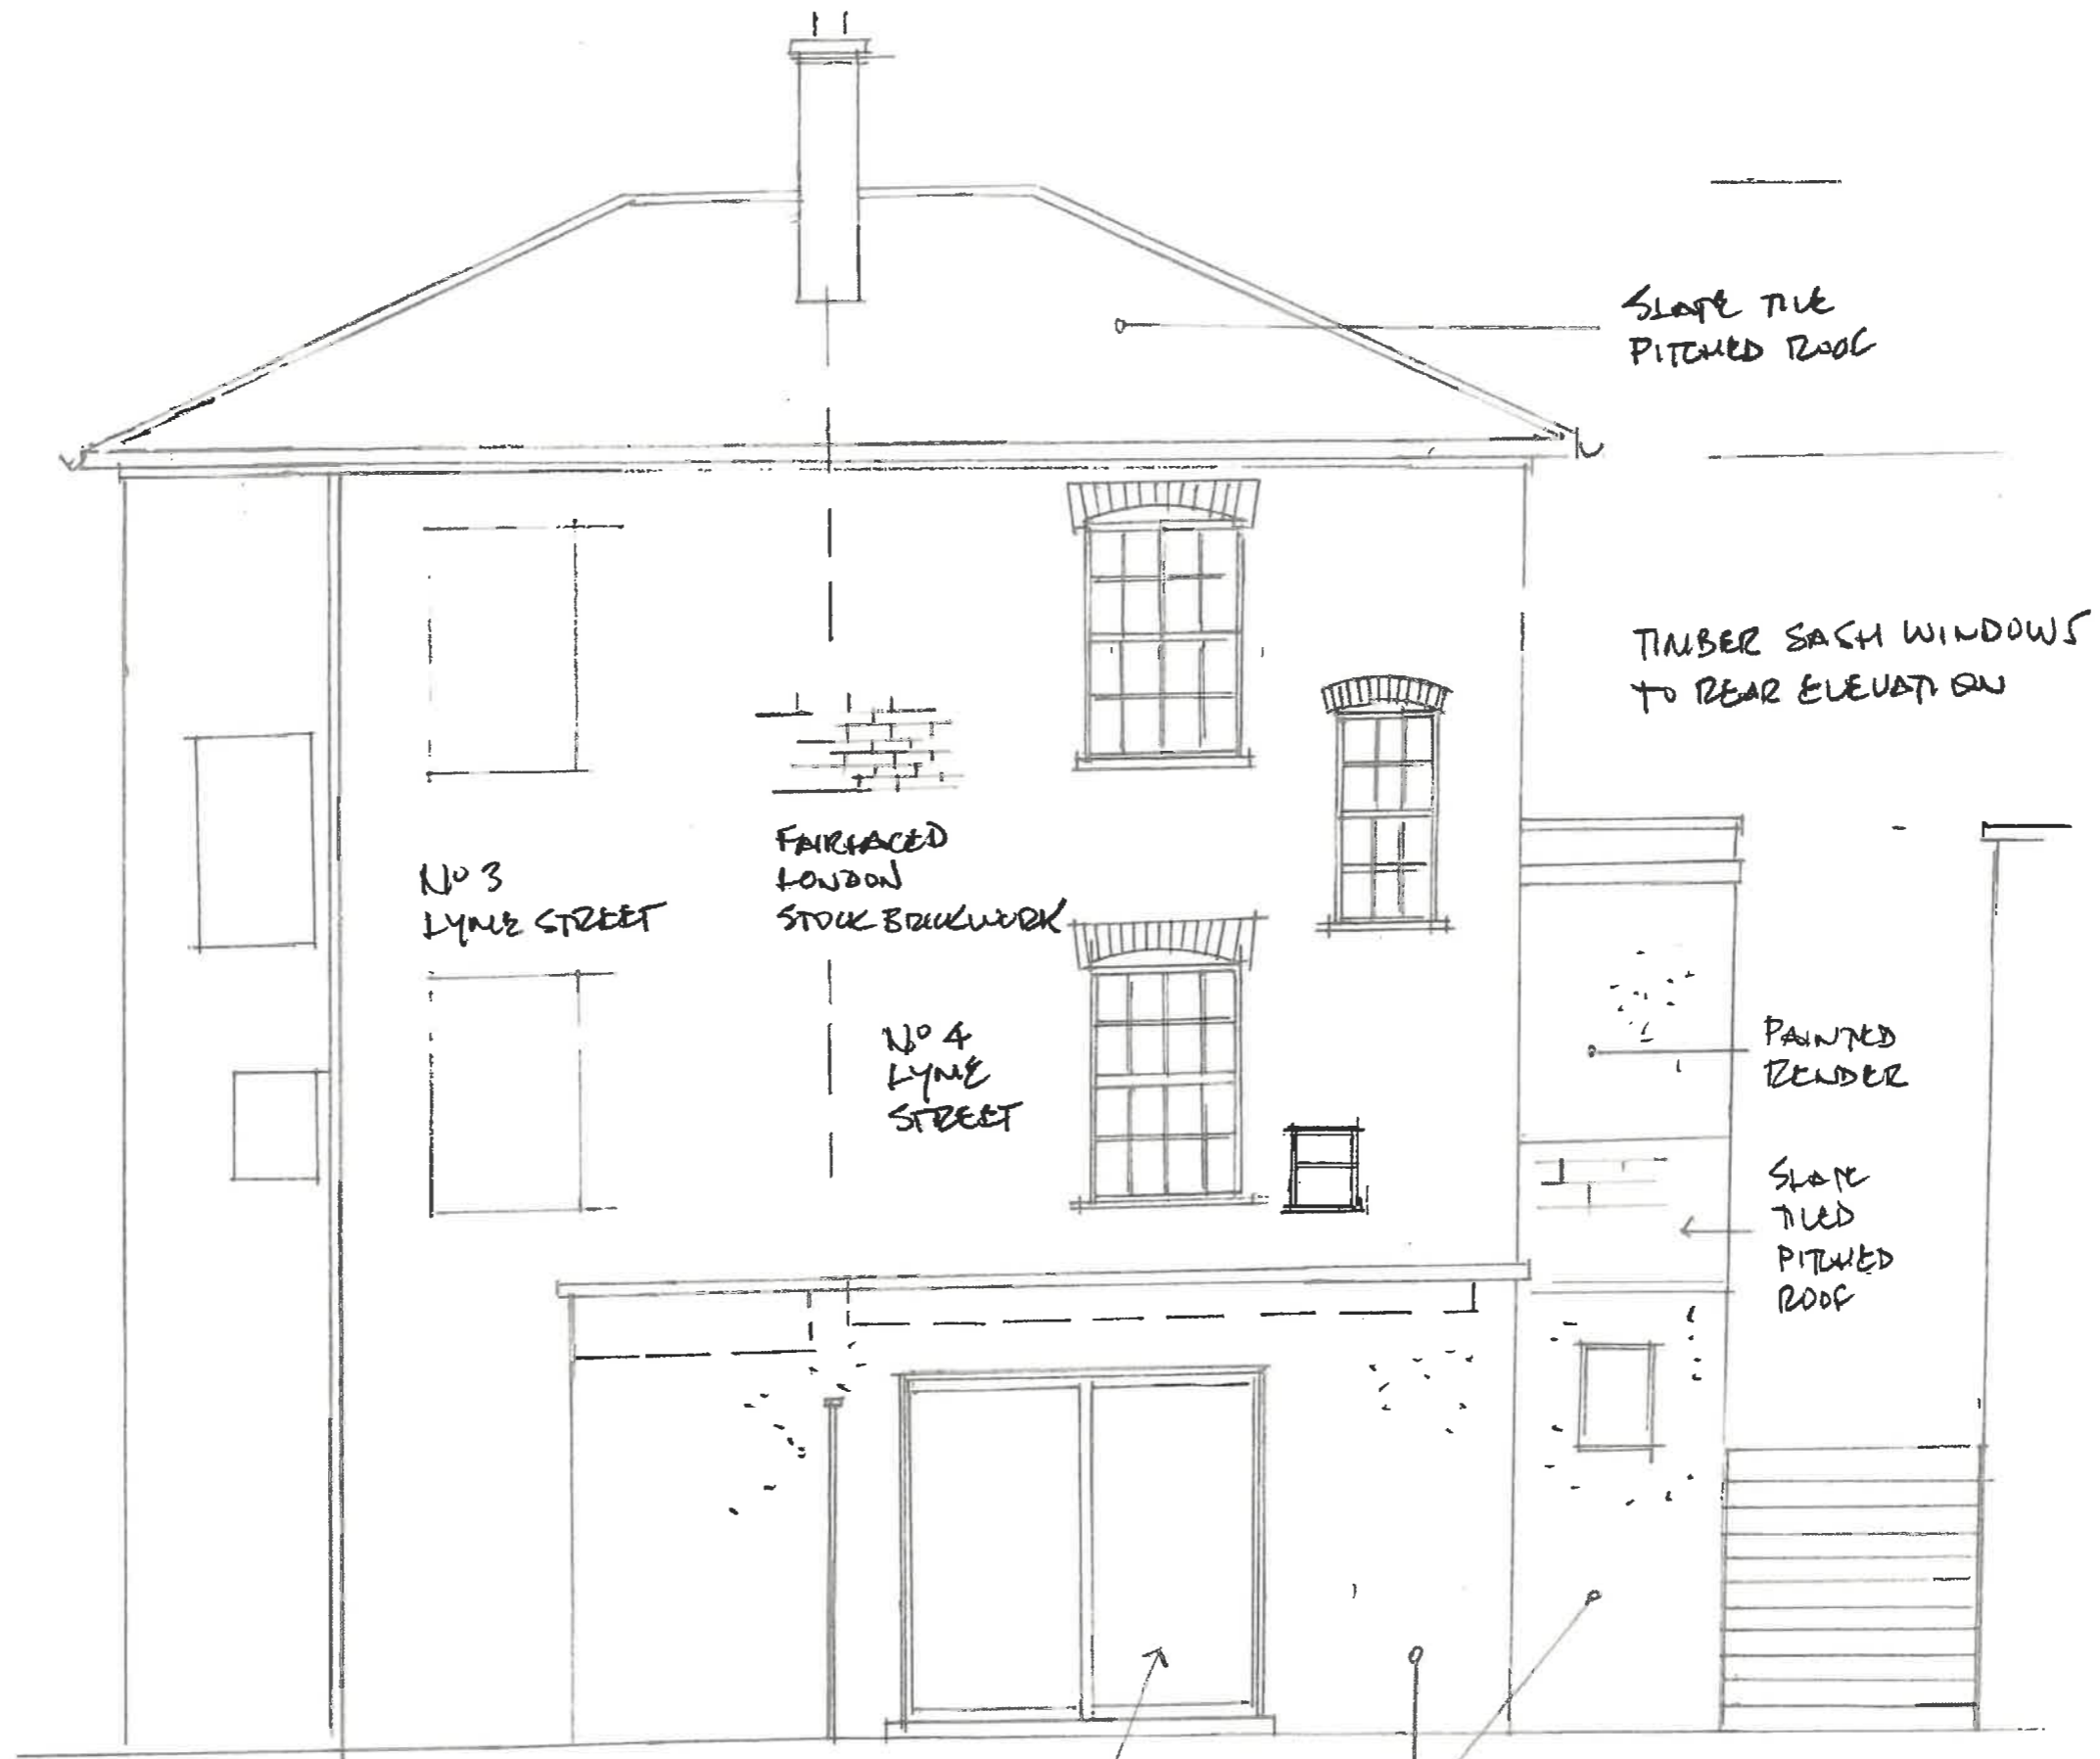 SLATE TILE
PITCHED ROOF
TIMBER SASH WINDOWS
TO REAR ELEVATION
FAIRFACED
LONDON
STOCK BRICKWORK
Nº 3
LYME STREET
Nº 4
LYME
STREET
PAINTED
RENDER
SLATE
TILED
PITCHED
ROOF